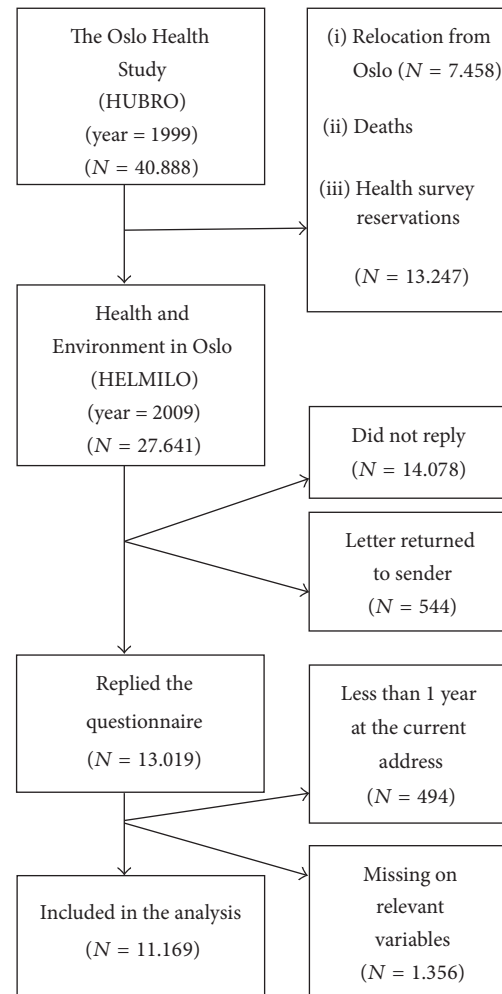 The Oslo Health
Study
(HUBRO)
(year = 1999)
(N = 40.888)
(i) Relocation from
Oslo (N = 7.458)
(ii) Deaths
(iii) Health survey
reservations
(N = 13.247)
Health and
Environment in Oslo
(HELMILO)
(year = 2009)
(N = 27.641)
Did not reply
(N = 14.078)
Letter returned
to sender
(N = 544)
Replied the
questionnaire
(N = 13.019)
Less than 1 year
at the current
address
(N = 494)
Included in the analysis
(N = 11.169)
Missing on
relevant
variables
(N = 1.356)